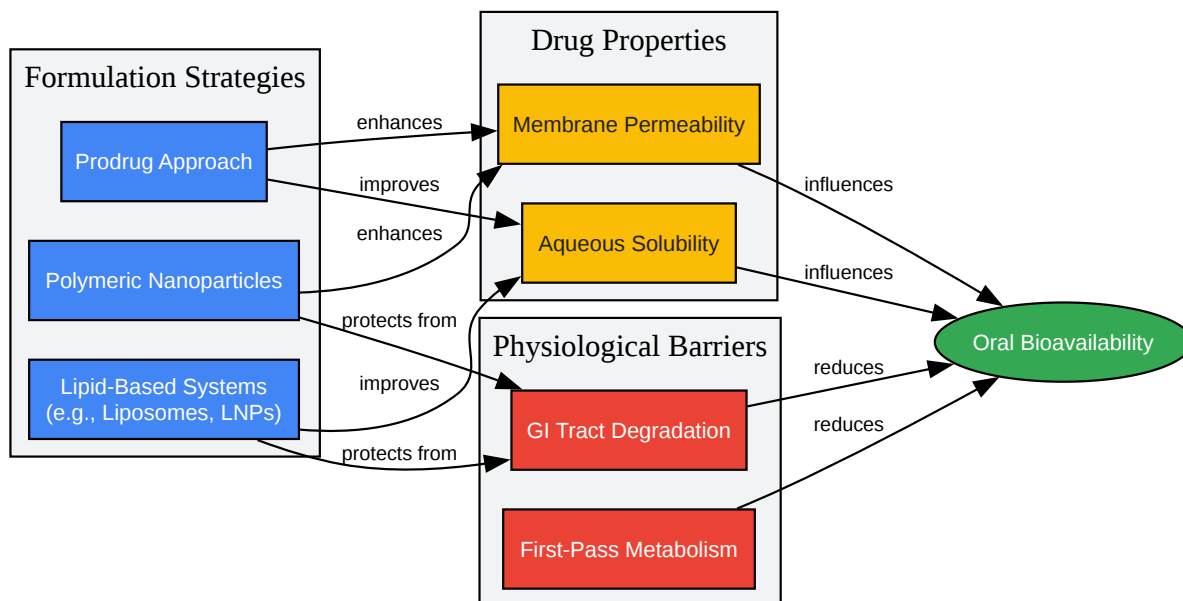 Formulation Strategies
Prodrug Approach
Polymeric Nanoparticles
Lipid-Based Systems
(e.g., Liposomes, LNPs)
enhances
improves
enhances
protects from
improves
protects from
Drug Properties
Membrane Permeability
Aqueous Solubility
Physiological Barriers
GI Tract Degradation
First-Pass Metabolism
influences
influences
reduces
reduces
Oral Bioavailability